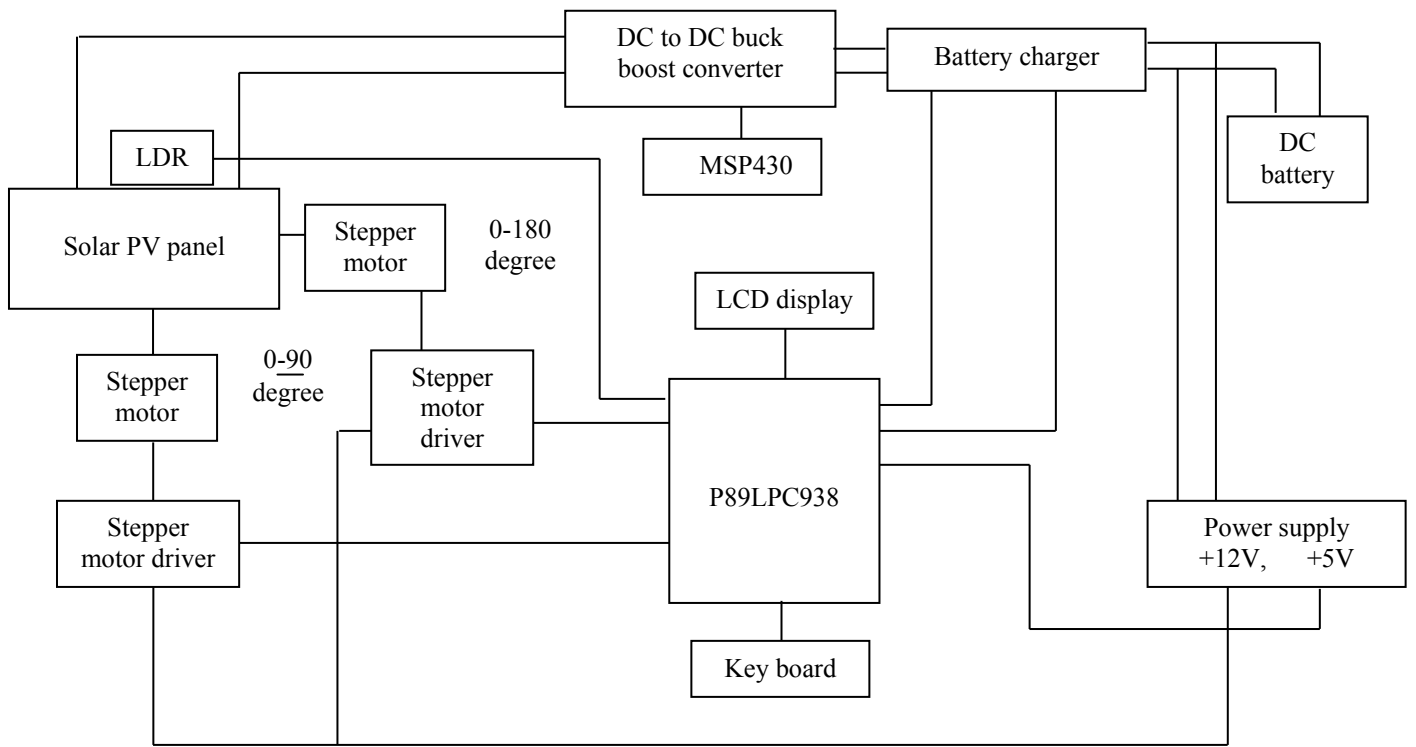 DC to DC buck
boost converter
Battery charger
LDR
MSP430
DC
battery
Solar PV panel
Stepper
motor
0-180
degree
LCD display
Stepper
motor
0-90
degree
Stepper
motor
driver
P89LPC938
Stepper
motor driver
Power supply
+12V, +5V
Key board